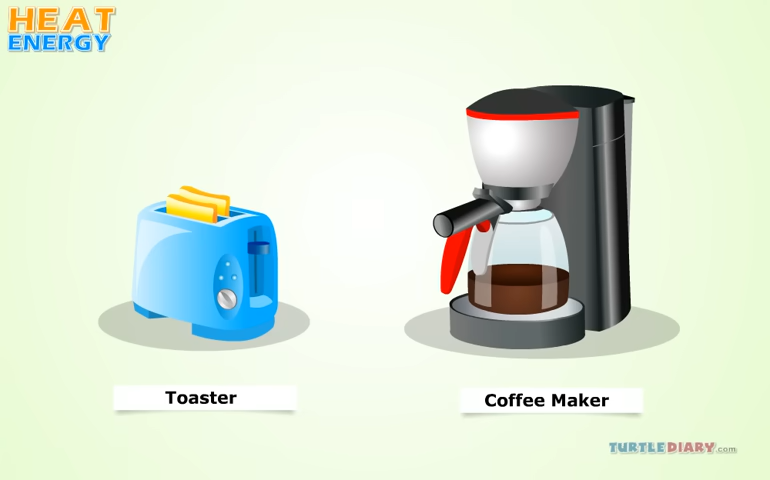 HEAT
ENERGY
Toaster
Coffee Maker
TURTLEDIARY.com